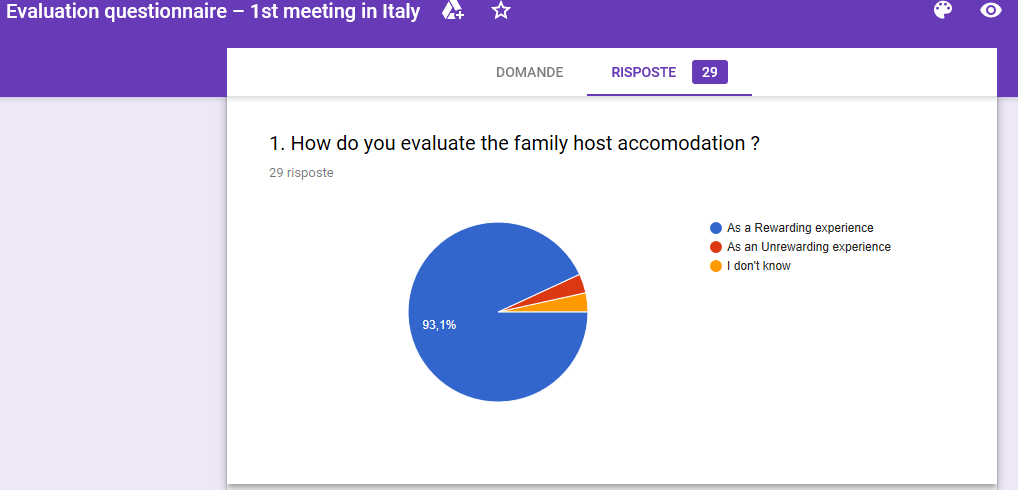 Evaluation questionnaire – 1st meeting in Italy
DOMANDE
RISPOSTE 29
1. How do you evaluate the family host accomodation ?
29 risposte
As a Rewarding experience
As an Unrewarding experience
I don't know
93,1%